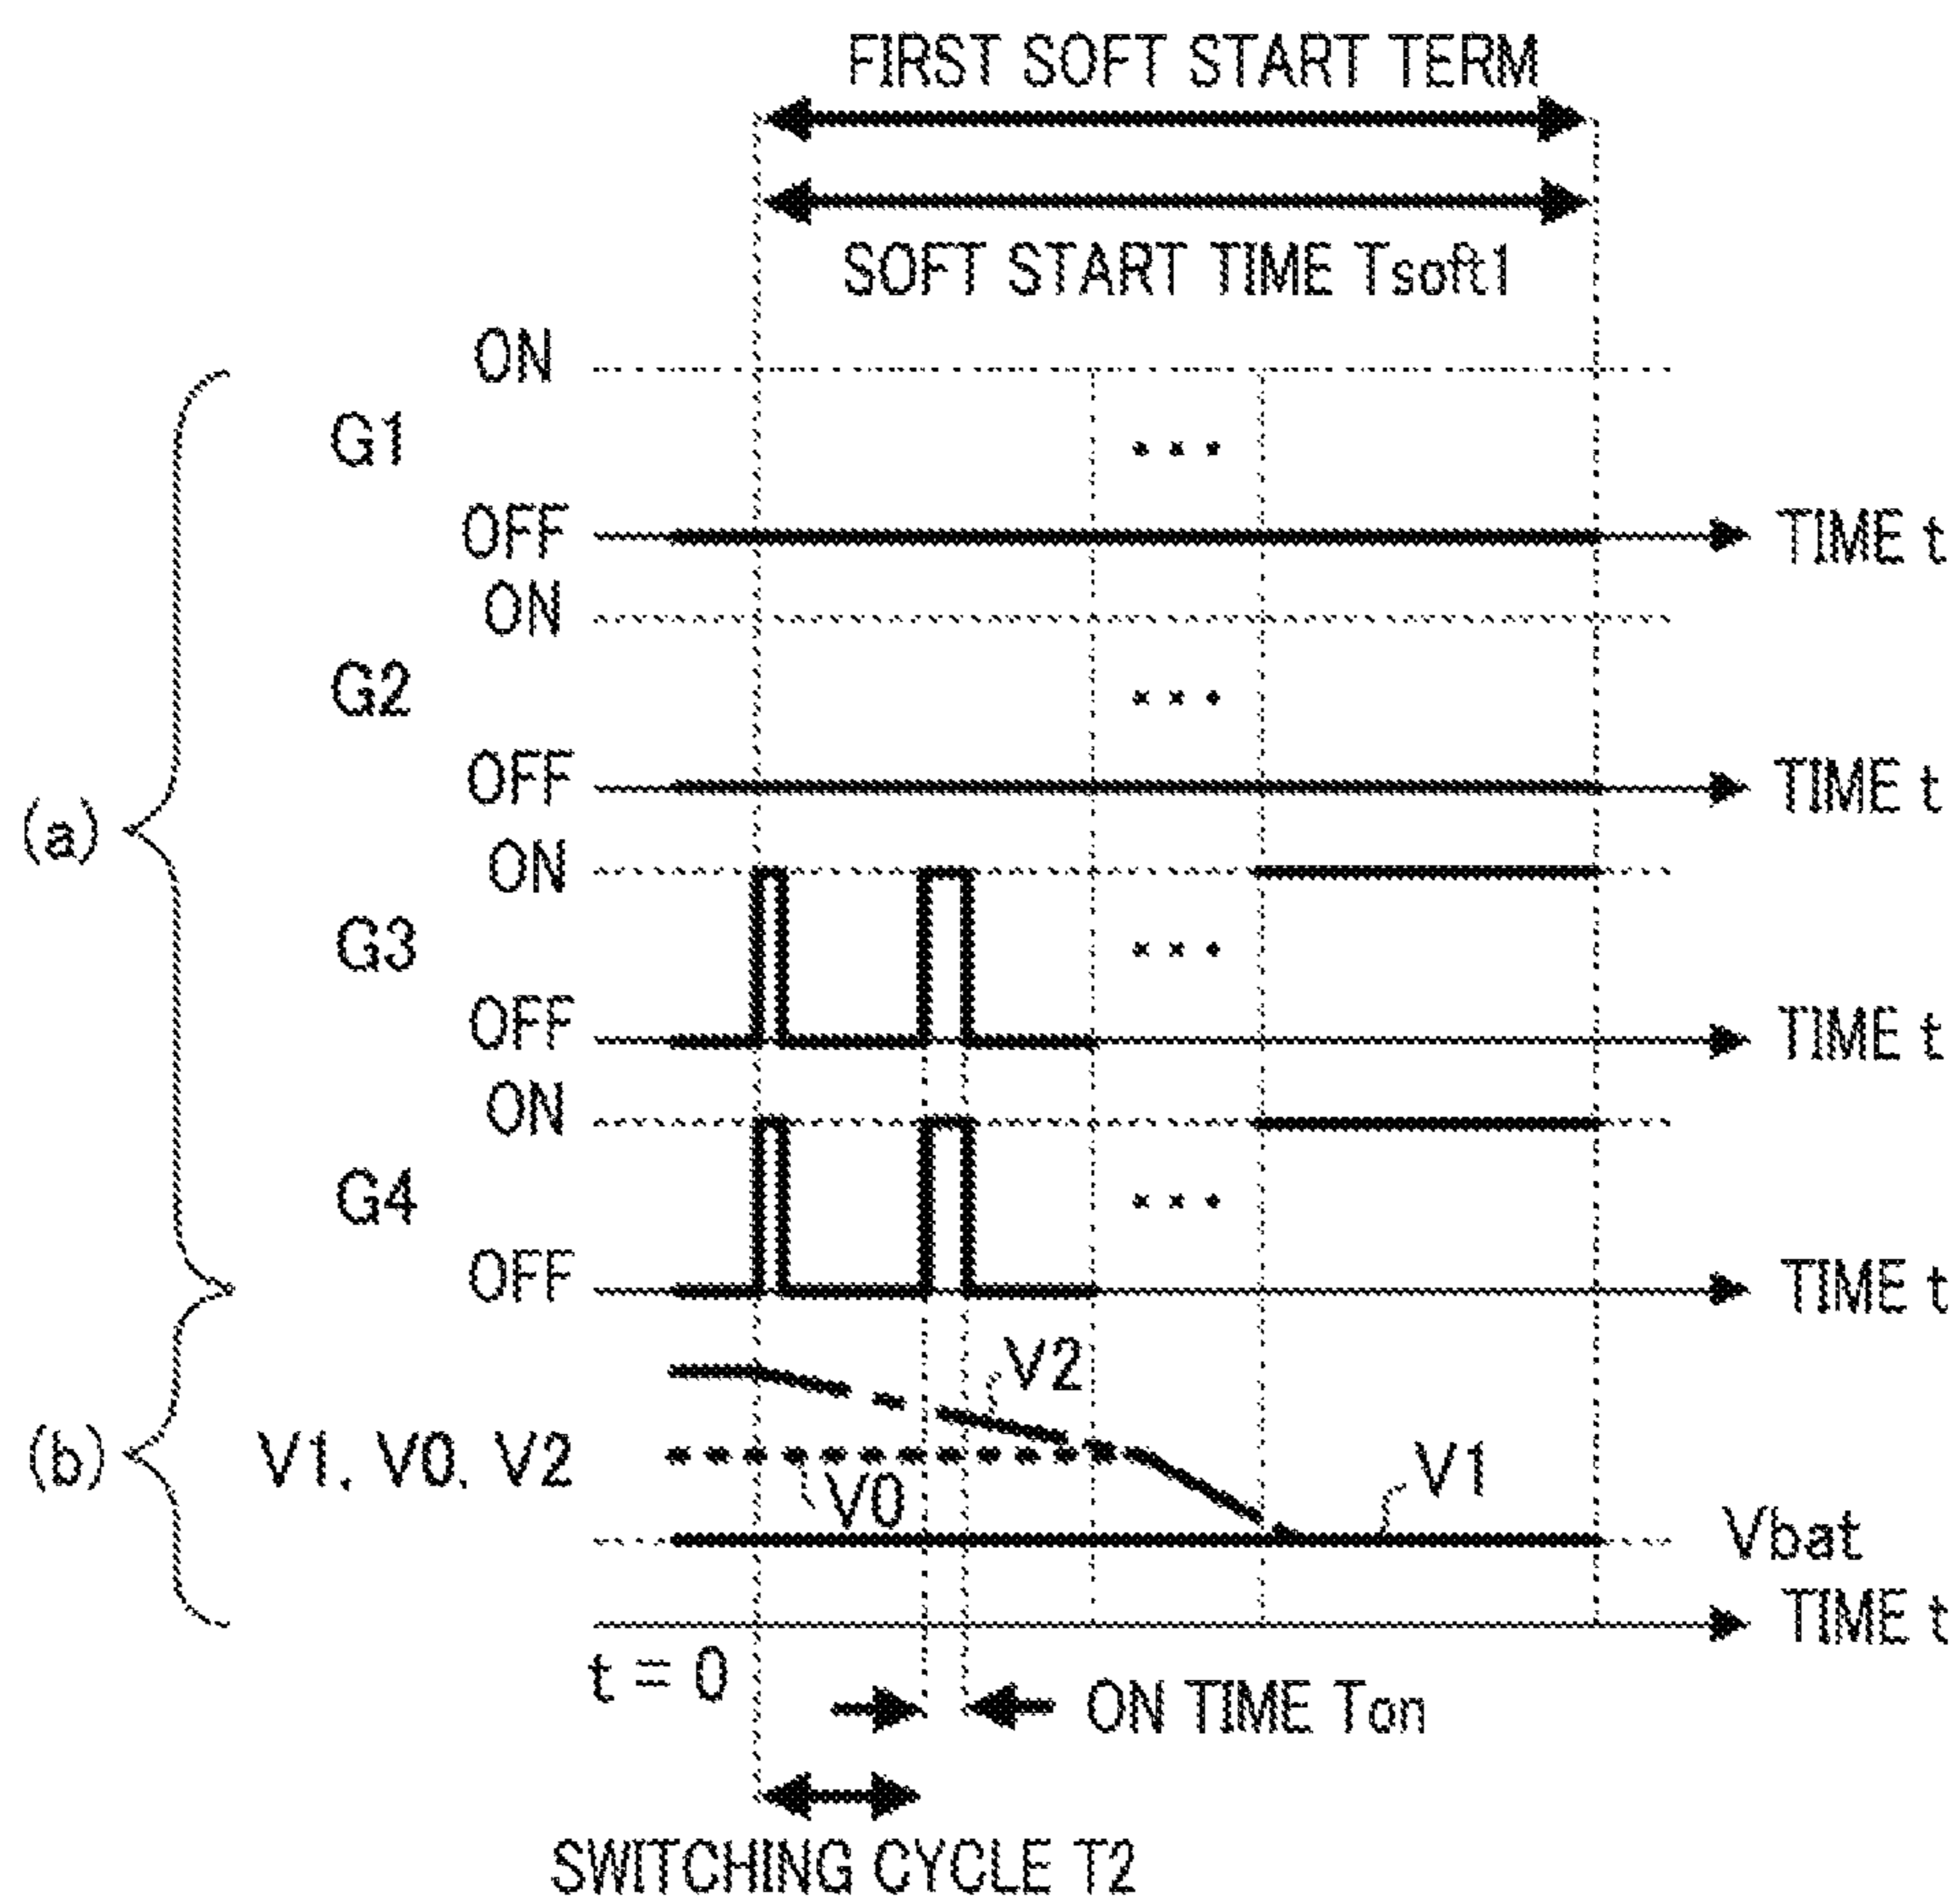 FIRST SOFT START TERM
SOFT START TIME Tsoft1
ON
G1
OFF
TIME t
ON
G2
OFF
TIME t
(a)
ON
G3
OFF
TIME t
ON
G4
OFF
TIME t
V2
(b)
V1, V0, V2
V0
V1
Vbat
TIME t
t = 0
ON TIME Ton
SWITCHING CYCLE T2